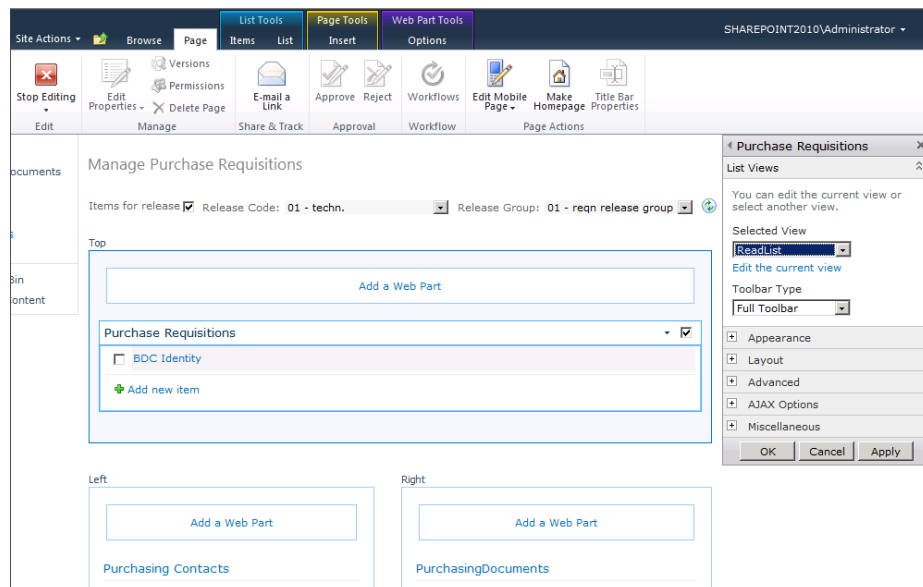 List Tools Page Tools Web Part Tools
Site Actions Browse Page Items List Insert Options SHAREPOINT2010\Administrator
Stop Editing
Edit Properties
Versions
Permissions
Delete Page
E-mail a Link
Approve Reject
Workflows
Edit Mobile Page
Make Homepage
Title Bar Properties
Edit Manage Share & Track Approval Workflow Page Actions
ocuments
Bin
ontent
Manage Purchase Requisitions
Items for release Release Code: 01 - techn. Release Group: 01 - reqn release group
Top
Add a Web Part
Purchase Requisitions
BDC Identity
Add new item
Left
Add a Web Part
Purchasing Contacts
Right
Add a Web Part
PurchasingDocuments
Purchase Requisitions
List Views
You can edit the current view or
select another view.
Selected View
ReadList
Edit the current view
Toolbar Type
Full Toolbar
Appearance
Layout
Advanced
AJAX Options
Miscellaneous
OK Cancel Apply